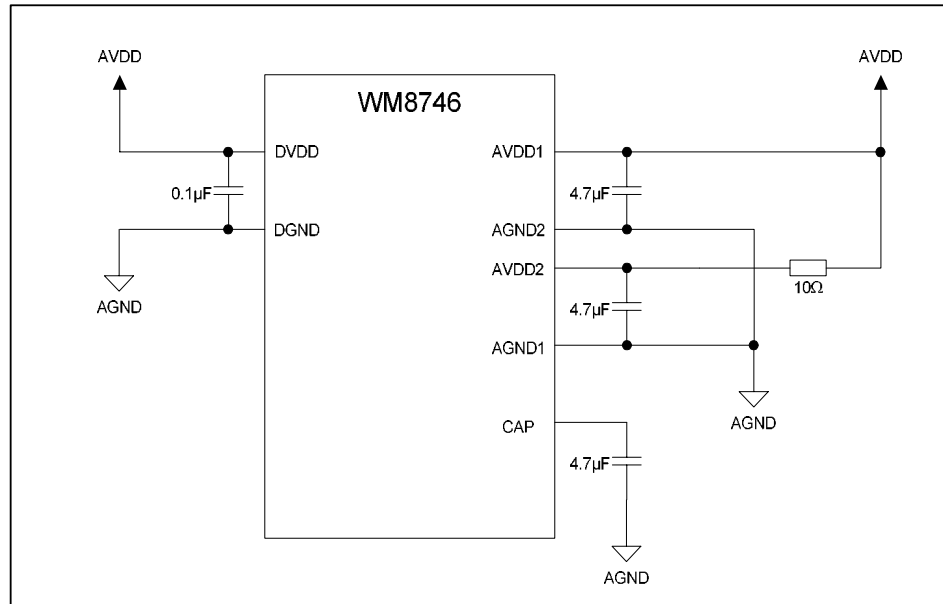 AVDD
AVDD
WM8746
DVDD
AVDD1
0.1µF
4.7µF
DGND
AGND2
AVDD2
10Ω
AGND
4.7µF
AGND1
AGND
CAP
4.7µF
AGND